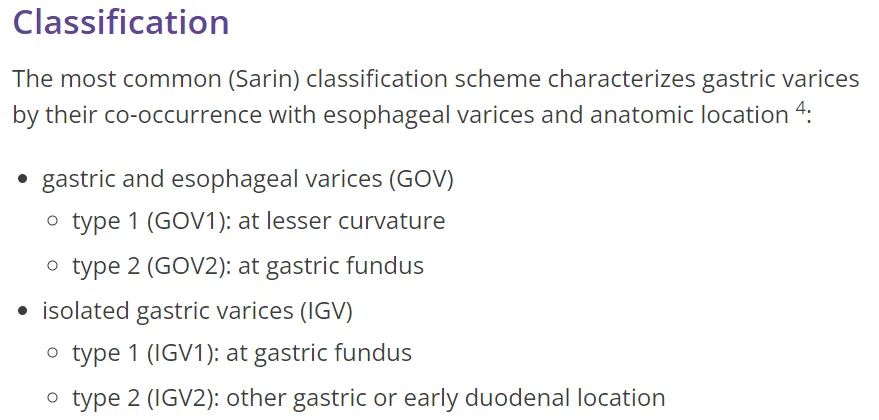 Classification
The most common (Sarin) classification scheme characterizes gastric varices
by their co-occurrence with esophageal varices and anatomic location 4:
• gastric and esophageal varices (GOV)
○ type 1 (GOV1): at lesser curvature
○ type 2 (GOV2): at gastric fundus
• isolated gastric varices (IGV)
○ type 1 (IGV1): at gastric fundus
○ type 2 (IGV2): other gastric or early duodenal location